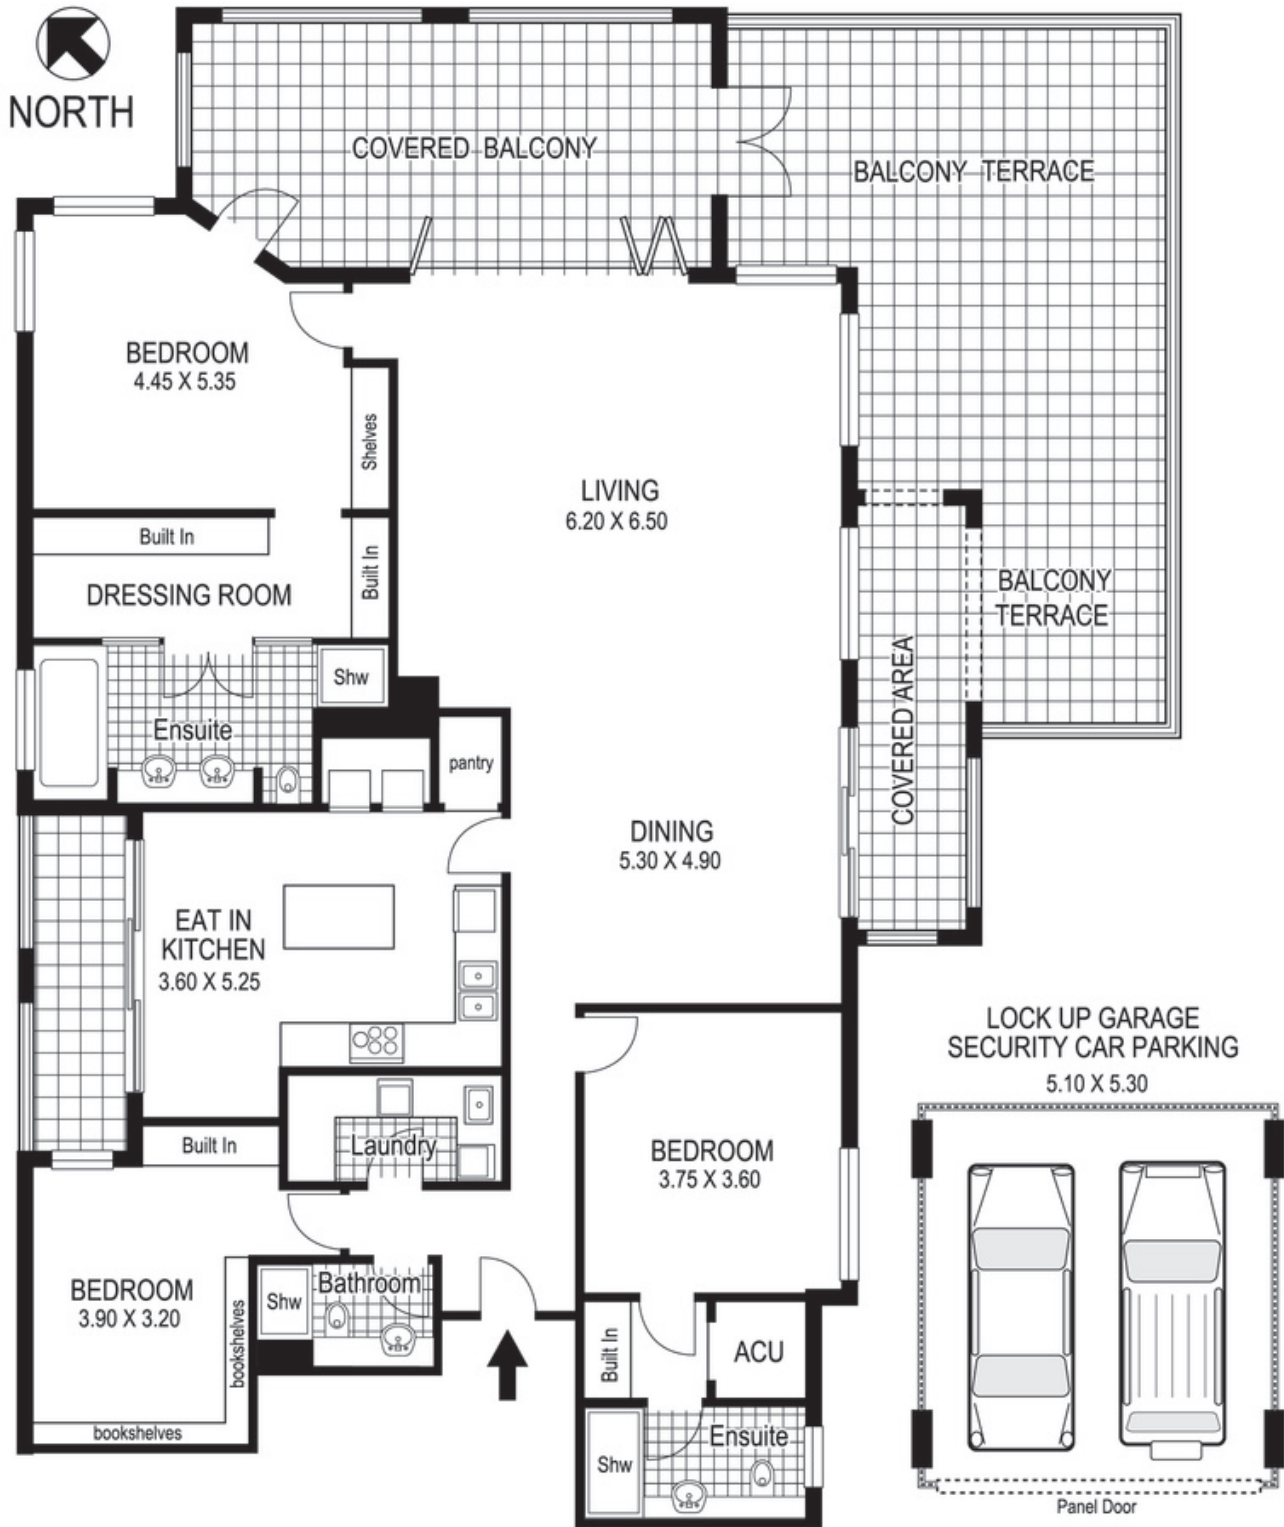 NORTH
COVERED BALCONY
BALCONY TERRACE
BEDROOM
4.45 X 5.35
Shelves
LIVING
6.20 X 6.50
Built In
Built In
DRESSING ROOM
BALCONY
TERRACE
COVERED AREA
Shw
Ensuite
pantry
DINING
5.30 X 4.90
EAT IN
KITCHEN
3.60 X 5.25
LOCK UP GARAGE
SECURITY CAR PARKING
5.10 X 5.30
Built In
Laundry
BEDROOM
3.75 X 3.60
BEDROOM
3.90 X 3.20
bookshelves
bookshelves
Shw
Bathroom
Built In
ACU
Shw
Ensuite
Panel Door